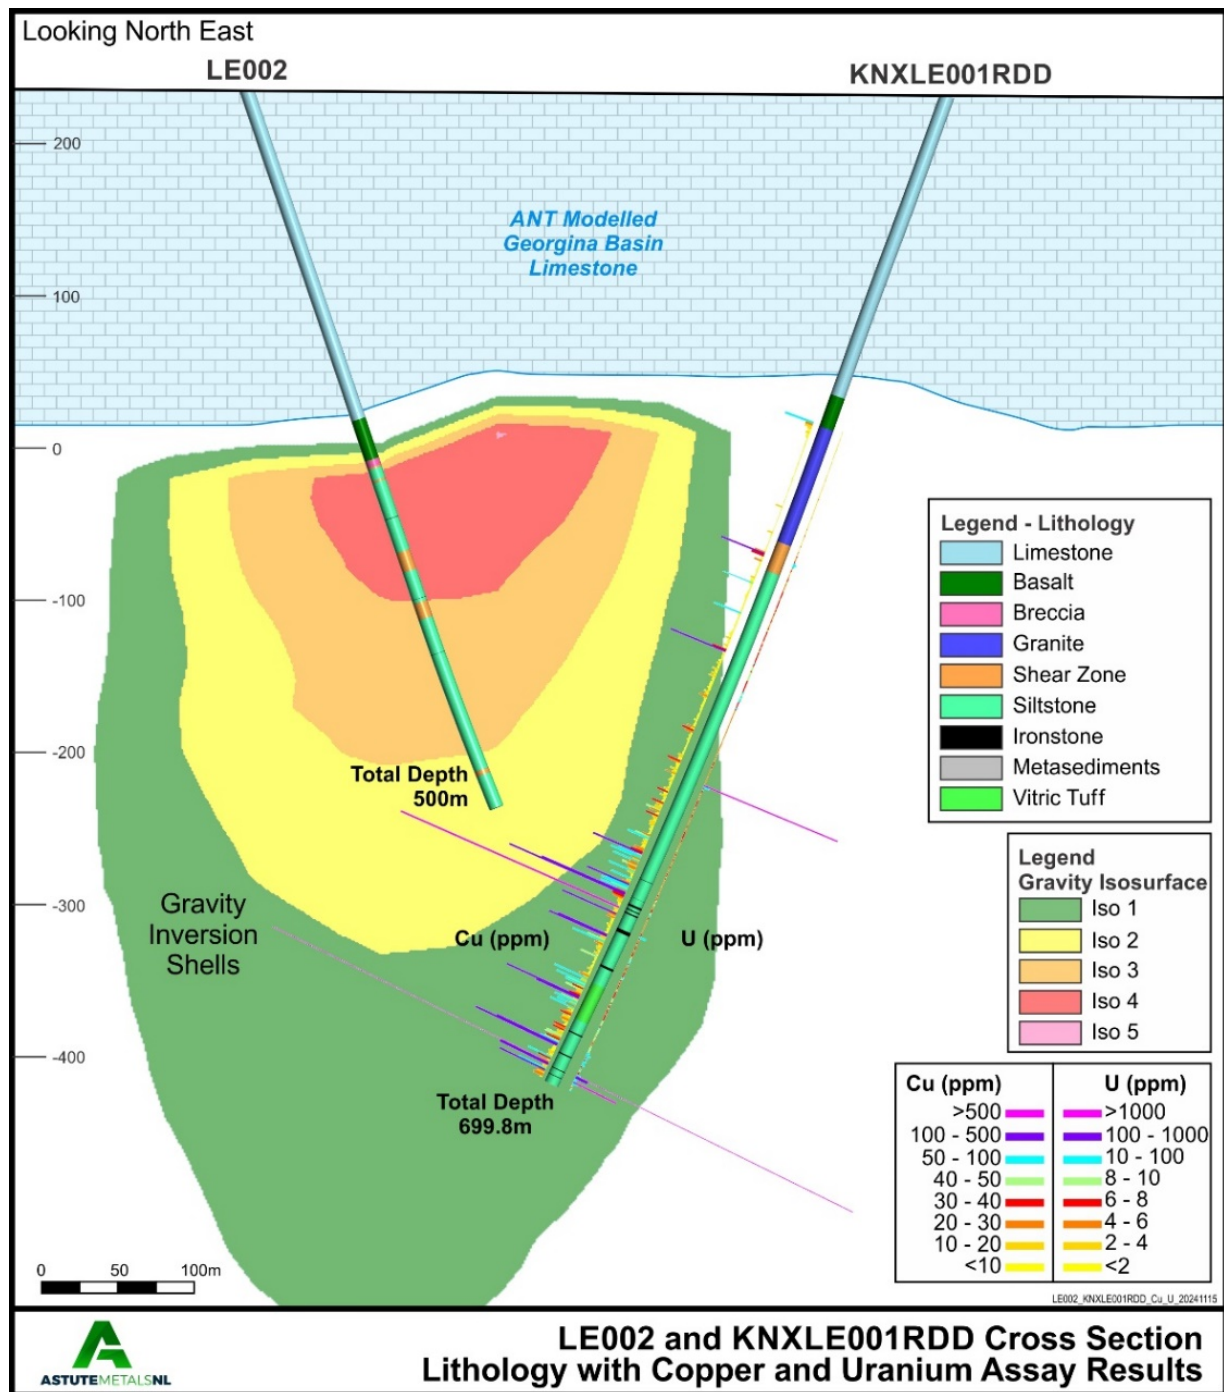 Looking North East
LE002
KNXLE001RDD
200
ANT Modelled
Georgina Basin
Limestone
100
0
-100
-200
-300
-400
Total Depth
500m
Gravity
Inversion
Shells
Cu (ppm)
U (ppm)
Total Depth
699.8m
Legend - Lithology
Limestone
Basalt
Breccia
Granite
Shear Zone
Siltstone
Ironstone
Metasediments
Vitric Tuff
Legend
Gravity Isosurface
Iso 1
Iso 2
Iso 3
Iso 4
Iso 5
Cu (ppm) U (ppm)
>500 >1000
100 - 500 100 - 1000
50 - 100 10 - 100
40 - 50 8 - 10
30 - 40 6 - 8
20 - 30 4 - 6
10 - 20 2 - 4
<10 <2
0 50 100m
LE002_KNXLE001RDD_Cu_U_20241115
ASTUTEMETALSNL
LE002 and KNXLE001RDD Cross Section
Lithology with Copper and Uranium Assay Results